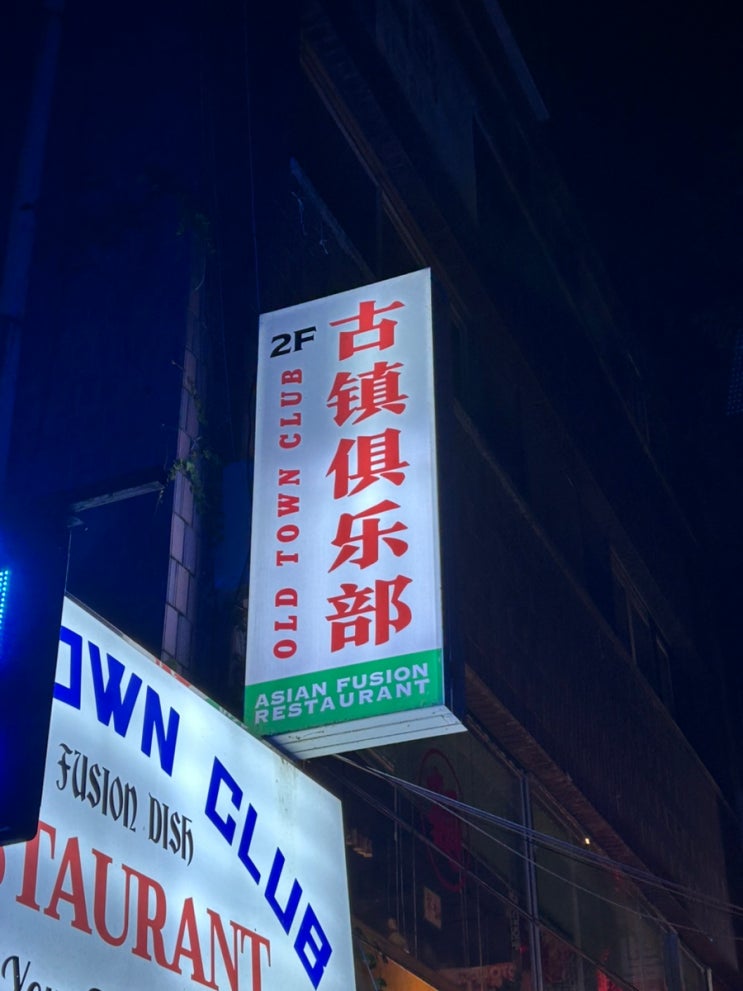 2F
古镇俱乐部
OLD TOWN CLUB
ASIAN FUSION
RESTAURANT
OWN CLUB
FUSION DISH
STAURANT